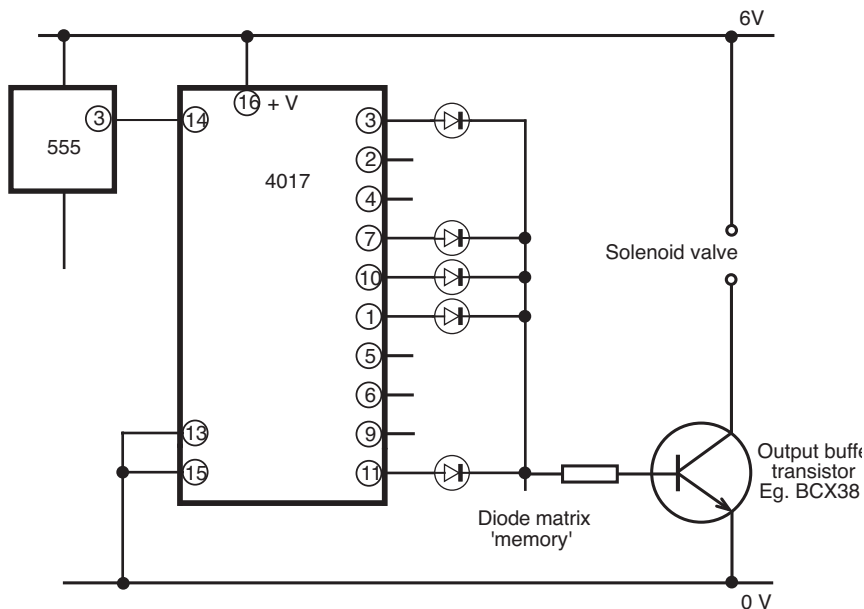 6V
3
555
14
16 + V
4017
3
2
4
7
10
1
5
6
9
11
13
15
Solenoid valve
Output buffe
transistor
Eg. BCX38
Diode matrix
'memory'
0 V